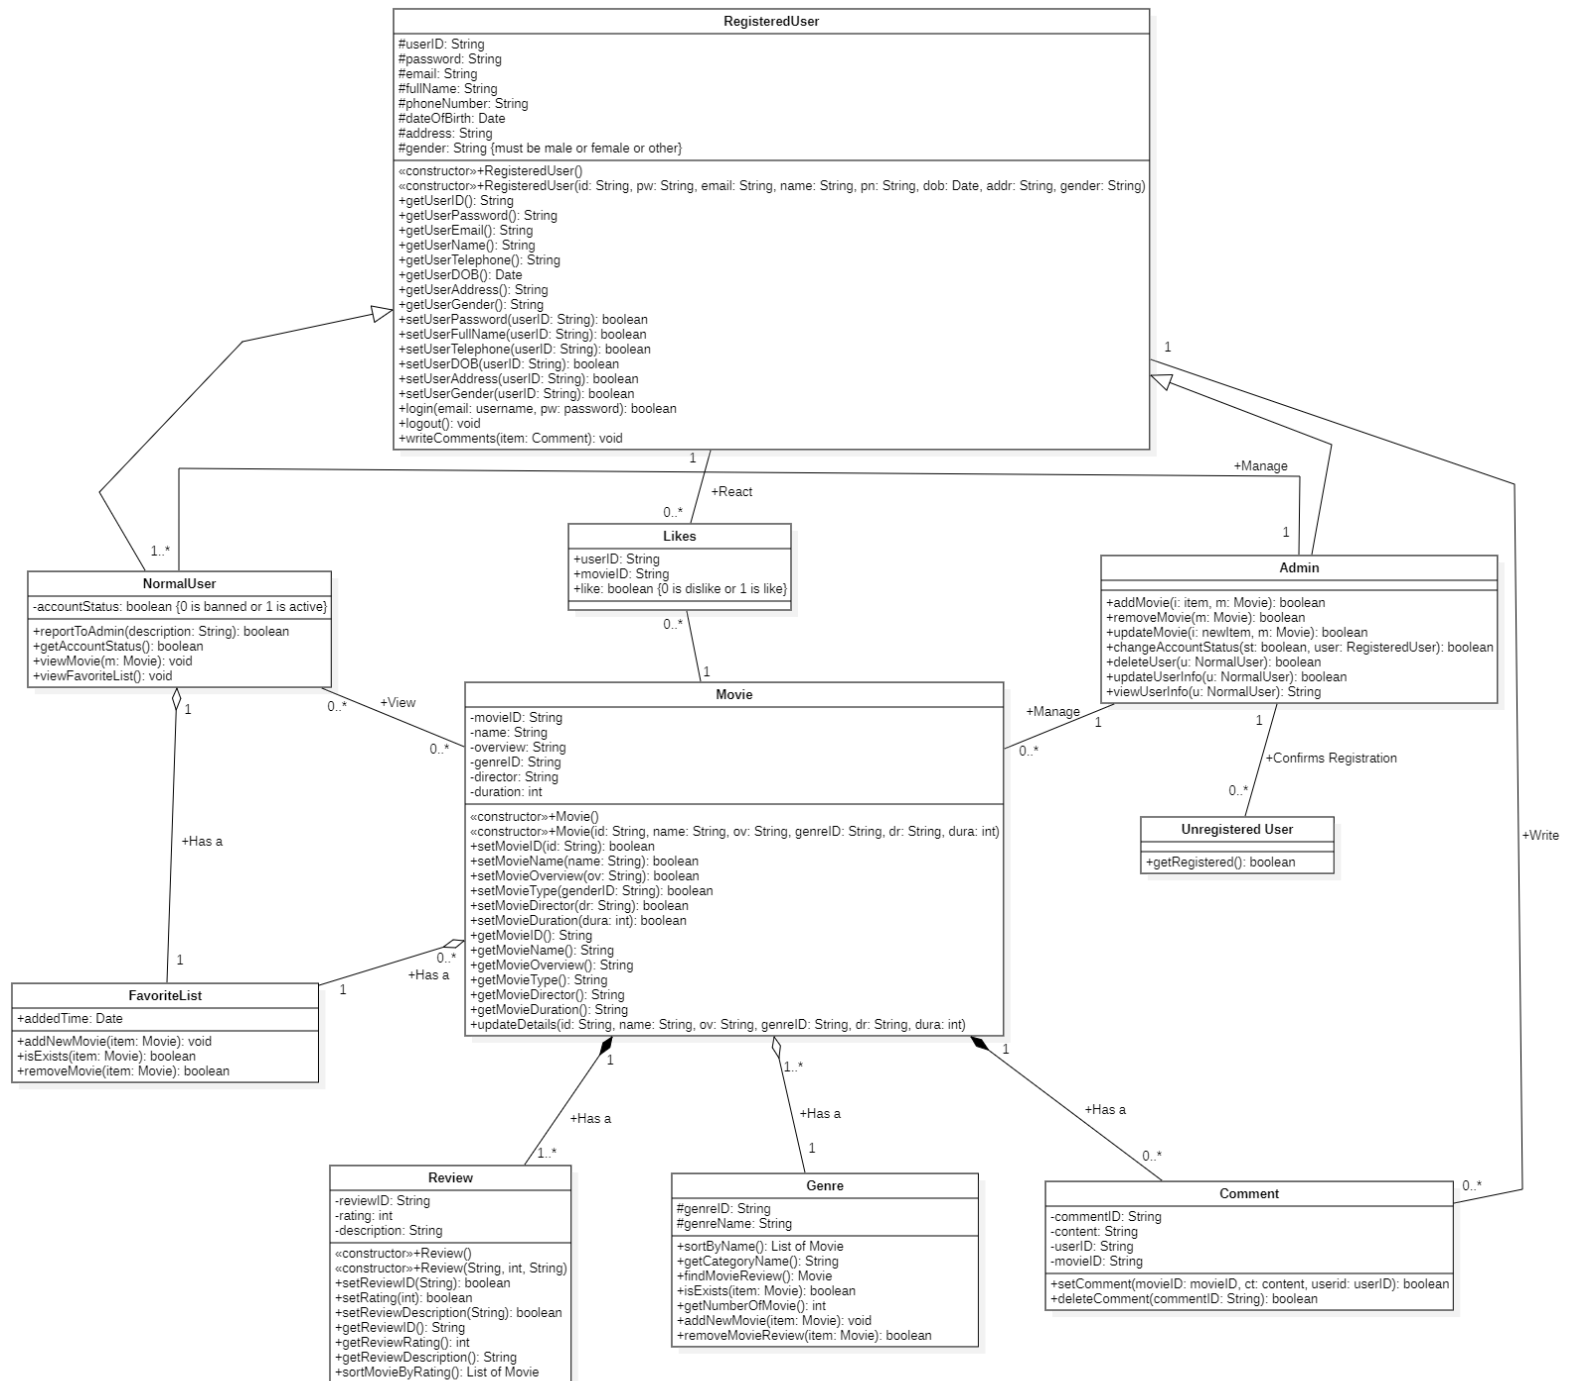 RegisteredUser
#userID: String
#password: String
#email: String
#fullName: String
#phoneNumber: String
#dateOfBirth: Date
#address: String
#gender: String {must be male or female or other}
«constructor»+RegisteredUser()
«constructor»+RegisteredUser(id: String, pw: String, email: String, name: String, pn: String, dob: Date, addr: String, gender: String)
+getUserID(): String
+getUserPassword(): String
+getUserEmail(): String
+getUserName(): String
+getUserTelephone(): String
+getUserDOB(): Date
+getUserAddress(): String
+getUserGender(): String
+setUserPassword(userID: String): boolean
+setUserFullName(userID: String): boolean
+setUserTelephone(userID: String): boolean
+setUserDOB(userID: String): boolean
+setUserAddress(userID: String): boolean
+setUserGender(userID: String): boolean
+login(email: username, pw: password): boolean
+logout(): void
+writeComments(item: Comment): void
1
1
+Manage
+React
0..*
1..*
1
Likes
+userID: String
+movieID: String
+like: boolean {0 is dislike or 1 is like}
0..*
1
NormalUser
-accountStatus: boolean {0 is banned or 1 is active}
+reportToAdmin(description: String): boolean
+getAccountStatus(): boolean
+viewMovie(m: Movie): void
+viewFavoriteList(): void
Admin
+addMovie(i: item, m: Movie): boolean
+removeMovie(m: Movie): boolean
+updateMovie(i: newItem, m: Movie): boolean
+changeAccountStatus(st: boolean, user: RegisteredUser): boolean
+deleteUser(u: NormalUser): boolean
+updateUserInfo(u: NormalUser): boolean
+viewUserInfo(u: NormalUser): String
1
0..*
+View
0..*
+Manage
1
0..*
1
+Confirms Registration
0..*
Unregistered User
+getRegistered(): boolean
+Write
Movie
-movieID: String
-name: String
-overview: String
-genreID: String
-director: String
-duration: int
«constructor»+Movie()
«constructor»+Movie(id: String, name: String, ov: String, genreID: String, dr: String, dura: int)
+setMovieID(id: String): boolean
+setMovieName(name: String): boolean
+setMovieOverview(ov: String): boolean
+setMovieType(genderID: String): boolean
+setMovieDirector(dr: String): boolean
+setMovieDuration(dura: int): boolean
+getMovieID(): String
+getMovieName(): String
+getMovieOverview(): String
+getMovieType(): String
+getMovieDirector(): String
+getMovieDuration(): String
+updateDetails(id: String, name: String, ov: String, genreID: String, dr: String, dura: int)
+Has a
1
0..*
+Has a
1
FavoriteList
+addedTime: Date
+addNewMovie(item: Movie): void
+isExists(item: Movie): boolean
+removeMovie(item: Movie): boolean
1
+Has a
1..*
1..*
+Has a
1
1
+Has a
0..*
0..*
Review
-reviewID: String
-rating: int
-description: String
«constructor»+Review()
«constructor»+Review(String, int, String)
+setReviewID(String): boolean
+setRating(int): boolean
+setReviewDescription(String): boolean
+getReviewID(): String
+getReviewRating(): int
+getReviewDescription(): String
+sortMovieByRating(): List of Movie
Genre
#genreID: String
#genreName: String
+sortByName(): List of Movie
+getCategoryName(): String
+findMovieReview(): Movie
+isExists(item: Movie): boolean
+getNumberOfMovie(): int
+addNewMovie(item: Movie): void
+removeMovieReview(item: Movie): boolean
Comment
-commentID: String
-content: String
-userID: String
-movieID: String
+setComment(movieID: movieID, ct: content, userid: userID): boolean
+deleteComment(commentID: String): boolean